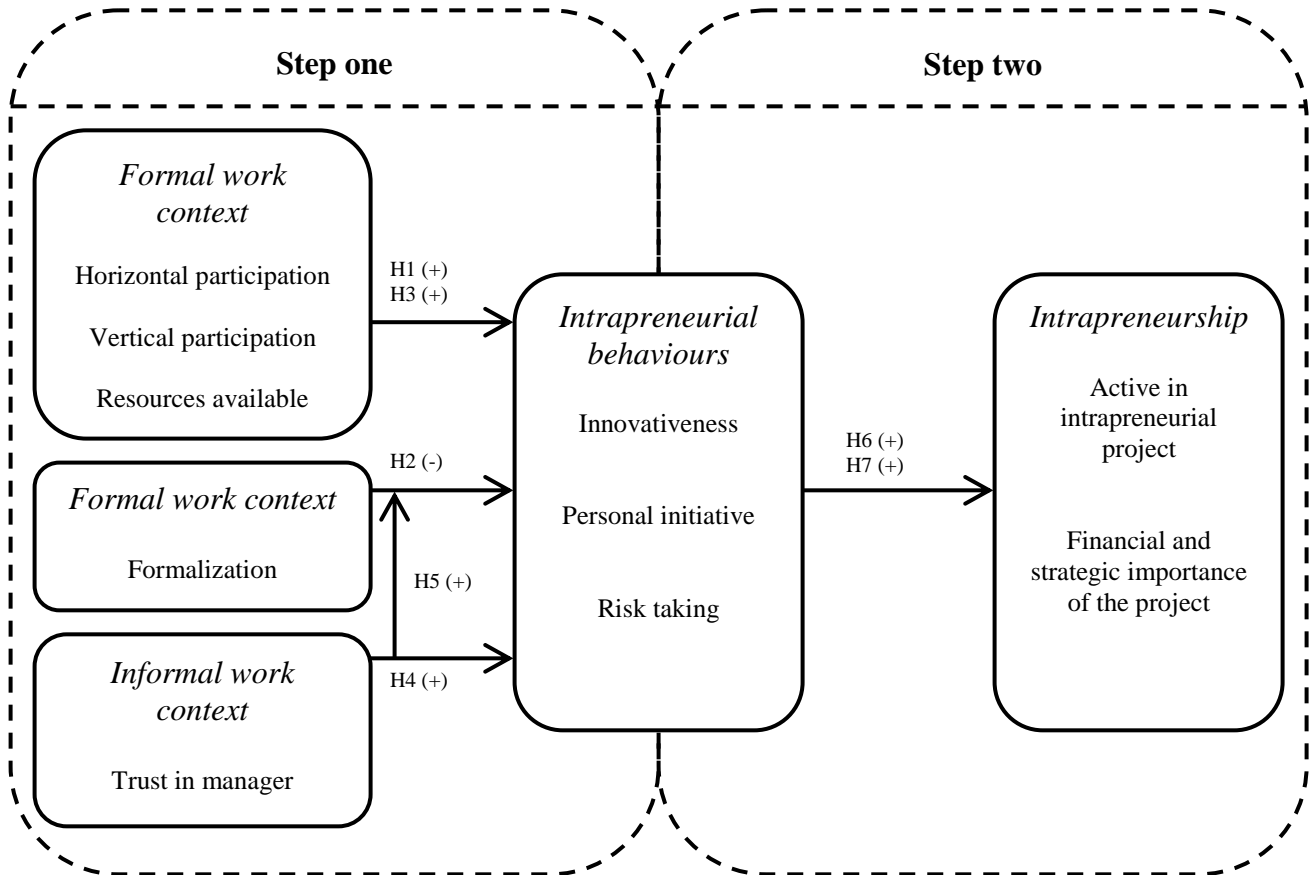 Step one
Step two
Formal work
context
Horizontal participation
Vertical participation
Resources available
H1 (+)
H3 (+)
Formal work context
Formalization
H2 (-)
H5 (+)
Informal work
context
Trust in manager
H4 (+)
Intrapreneurial
behaviours
Innovativeness
Personal initiative
Risk taking
H6 (+)
H7 (+)
Intrapreneurship
Active in
intrapreneurial
project
Financial and
strategic importance
of the project